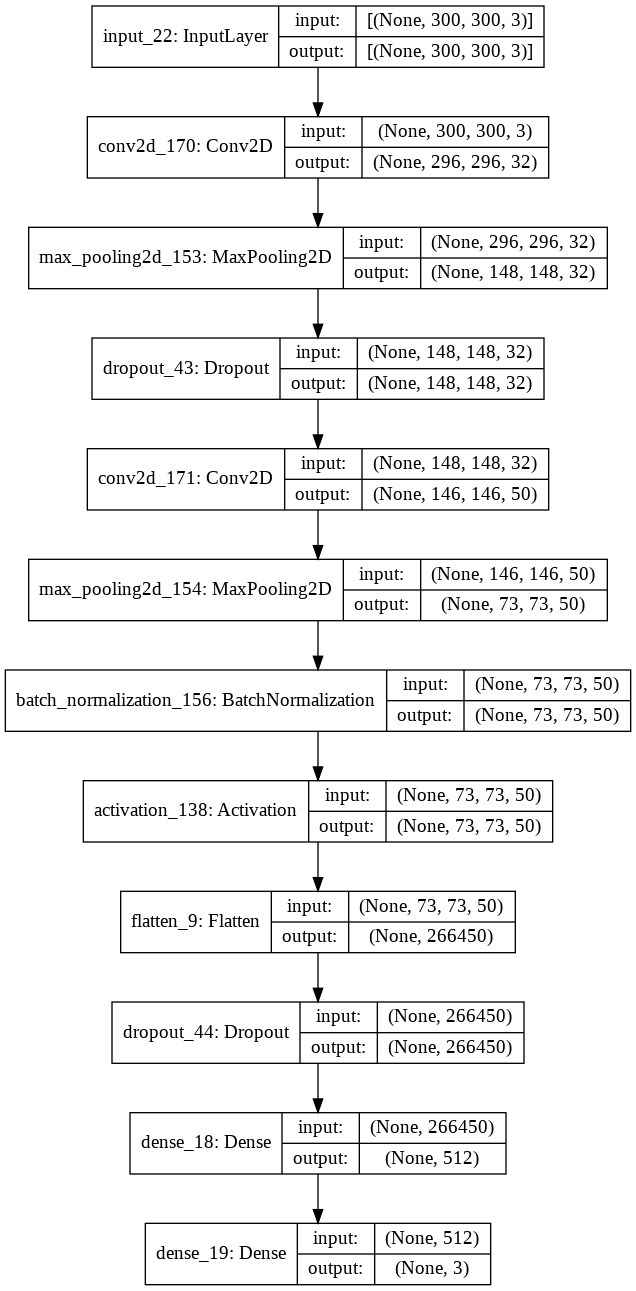 input_22: InputLayer
input:
[(None, 300, 300, 3)]
output:
[(None, 300, 300, 3)]
conv2d_170: Conv2D
input:
(None, 300, 300, 3)
output:
(None, 296, 296, 32)
max_pooling2d_153: MaxPooling2D
input:
(None, 296, 296, 32)
output:
(None, 148, 148, 32)
dropout_43: Dropout
input:
(None, 148, 148, 32)
output:
(None, 148, 148, 32)
conv2d_171: Conv2D
input:
(None, 148, 148, 32)
output:
(None, 146, 146, 50)
max_pooling2d_154: MaxPooling2D
input:
(None, 146, 146, 50)
output:
(None, 73, 73, 50)
batch_normalization_156: BatchNormalization
input:
(None, 73, 73, 50)
output:
(None, 73, 73, 50)
activation_138: Activation
input:
(None, 73, 73, 50)
output:
(None, 73, 73, 50)
flatten_9: Flatten
input:
(None, 73, 73, 50)
output:
(None, 266450)
dropout_44: Dropout
input:
(None, 266450)
output:
(None, 266450)
dense_18: Dense
input:
(None, 266450)
output:
(None, 512)
dense_19: Dense
input:
(None, 512)
output:
(None, 3)